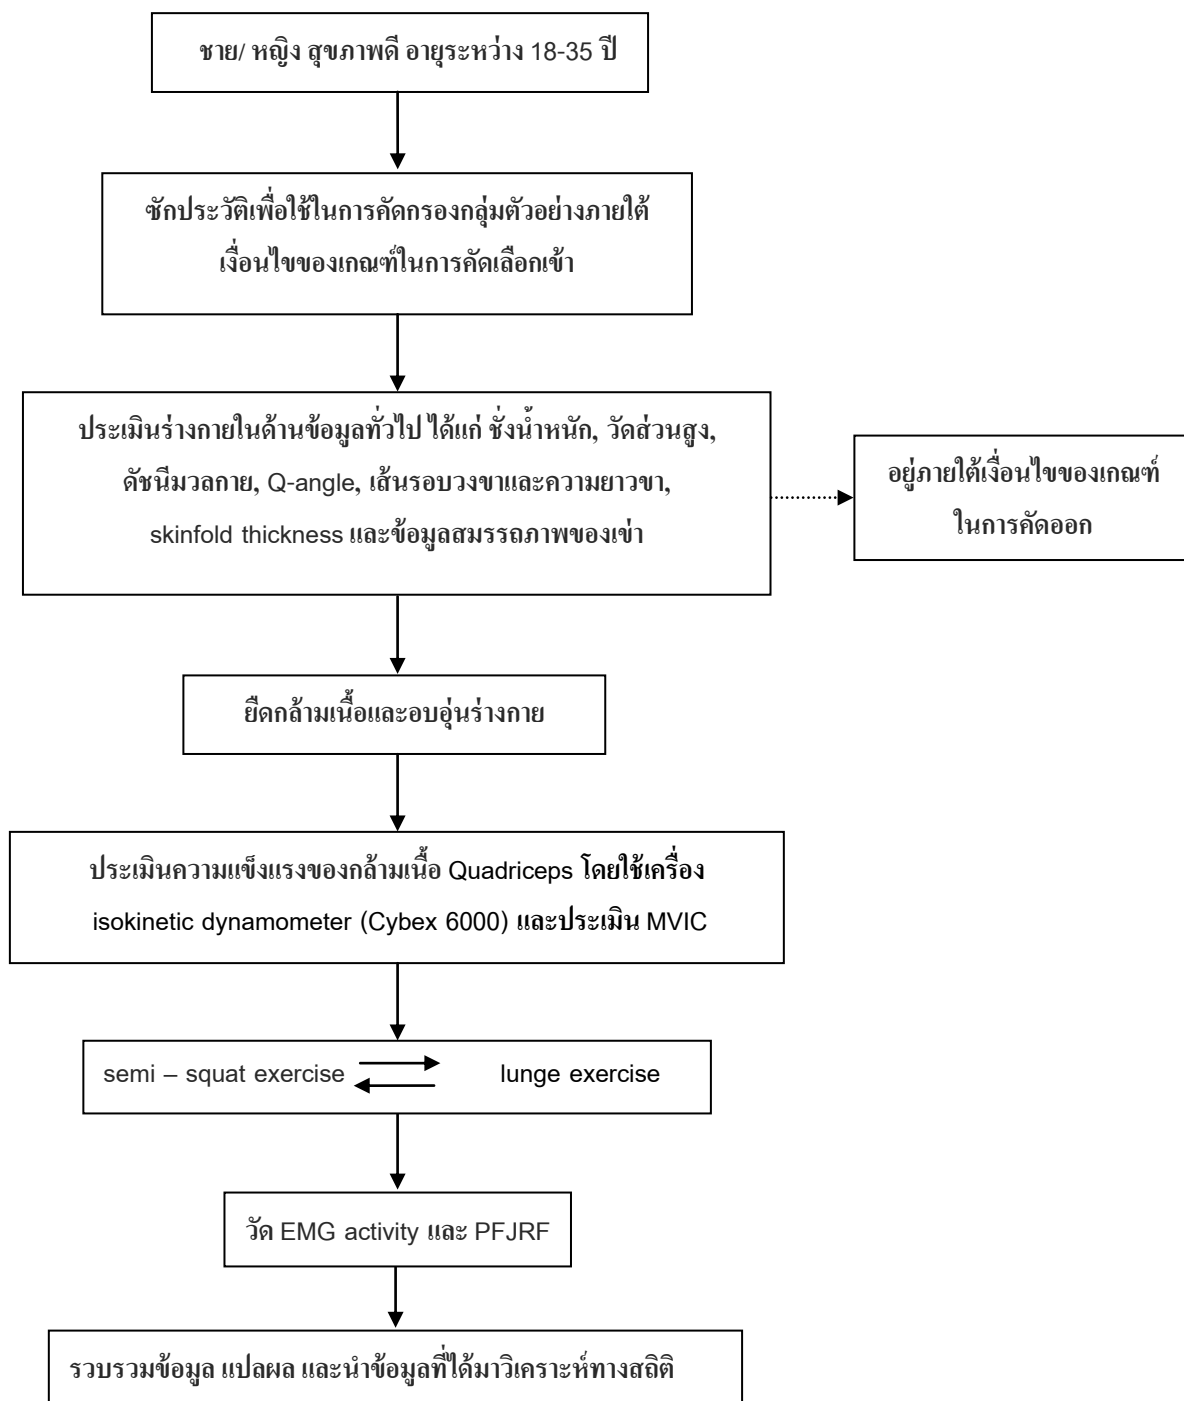 ชาย/ หญิง สุขภาพดี อายุระหว่าง 18-35 ปี
ซักประวัติเพื่อใช้ในการคัดกรองกลุ่มตัวอย่างภายใต้
เงื่อนไขของเกณฑ์ในการคัดเลือกเข้า
ประเมินร่างกายในด้านข้อมูลทั่วไป ได้แก่ ชั่งน้ำหนัก, วัดส่วนสูง,
ดัชนีมวลกาย, Q-angle, เส้นรอบวงขาและความยาวขา,
skinfold thickness และข้อมูลสมรรถภาพของเข่า
อยู่ภายใต้เงื่อนไขของเกณฑ์
ในการคัดออก
ยืดกล้ามเนื้อและอบอุ่นร่างกาย
ประเมินความแข็งแรงของกล้ามเนื้อ Quadriceps โดยใช้เครื่อง
isokinetic dynamometer (Cybex 6000) และประเมิน MVIC
semi – squat exercise lunge exercise
วัด EMG activity และ PFJRF
รวบรวมข้อมูล แปลผล และนำข้อมูลที่ได้มาวิเคราะห์ทางสถิติ